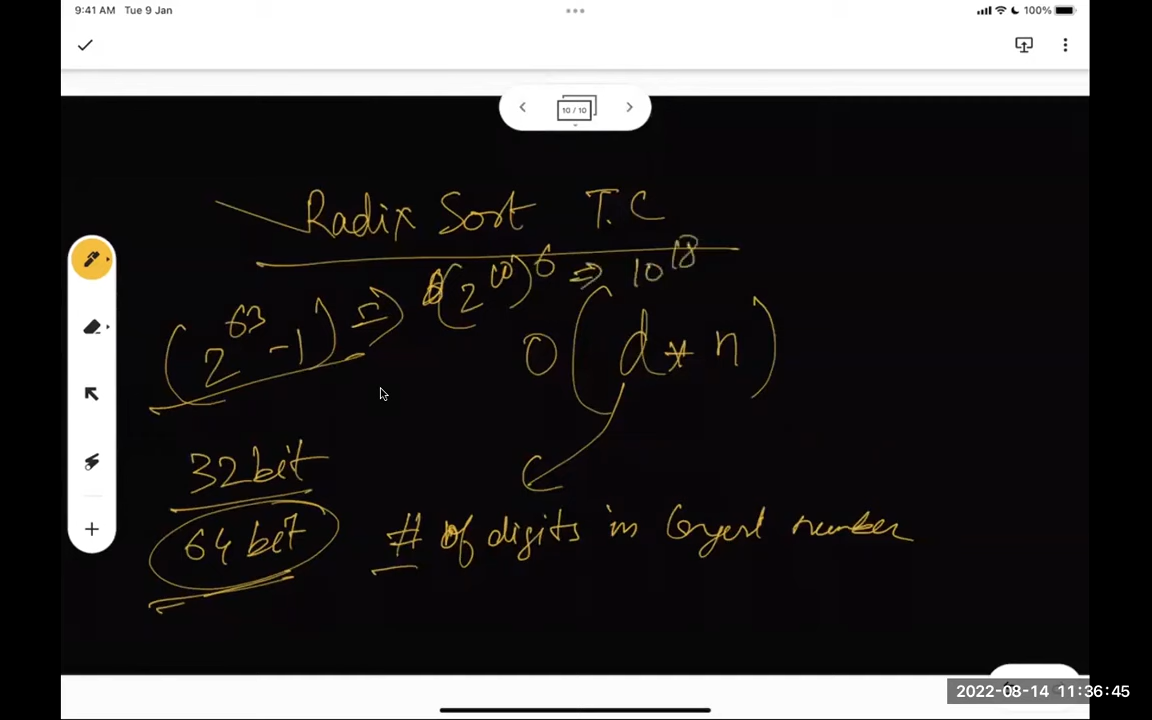 9:41 AM Tue 9 Jan
100%
10 / 10
Radix Sort T.C
(2^63 - 1) => (2^10)^6 => 10^18
O(d * n)
32 bit
64 bit
# of digits in longest number
2022-08-14 11:36:45